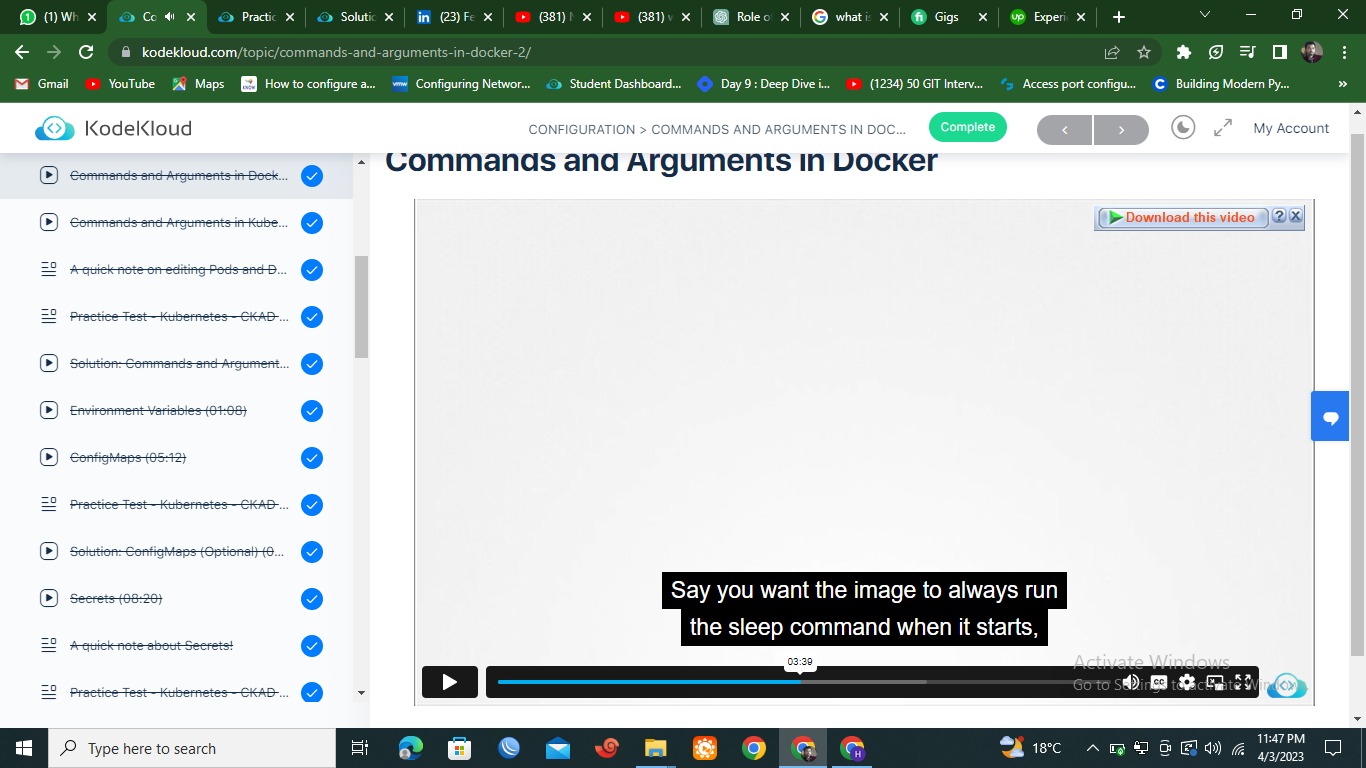 (1) Wh
Co
Practic
Solutic
(23) Fe
(381) N
(381) v
Role o
what is
Gigs
Experi
kodekloud.com/topic/commands-and-arguments-in-docker-2/
Gmail
YouTube
Maps
How to configure a...
Configuring Networ...
Student Dashboard...
Day 9 : Deep Dive i...
(1234) 50 GIT Interv...
Access port configu...
Building Modern Py...
»
KodeKloud
CONFIGURATION > COMMANDS AND ARGUMENTS IN DOC...
Complete
My Account
Commands and Arguments in Dock...
Commands and Arguments in Kube...
A quick note on editing Pods and D...
Practice Test - Kubernetes - CKAD ...
Solution: Commands and Argument...
Environment Variables (01:08)
ConfigMaps (05:12)
Practice Test - Kubernetes - CKAD ...
Solution: ConfigMaps (Optional) (0...
Secrets (08:20)
A quick note about Secrets!
Practice Test - Kubernetes - CKAD ...
Commands and Arguments in Docker
Download this video
Say you want the image to always run
the sleep command when it starts,
03:39
CC
Activate Windows
Go to Settings to activate Windows.
Type here to search
18°C
11:47 PM
4/3/2023